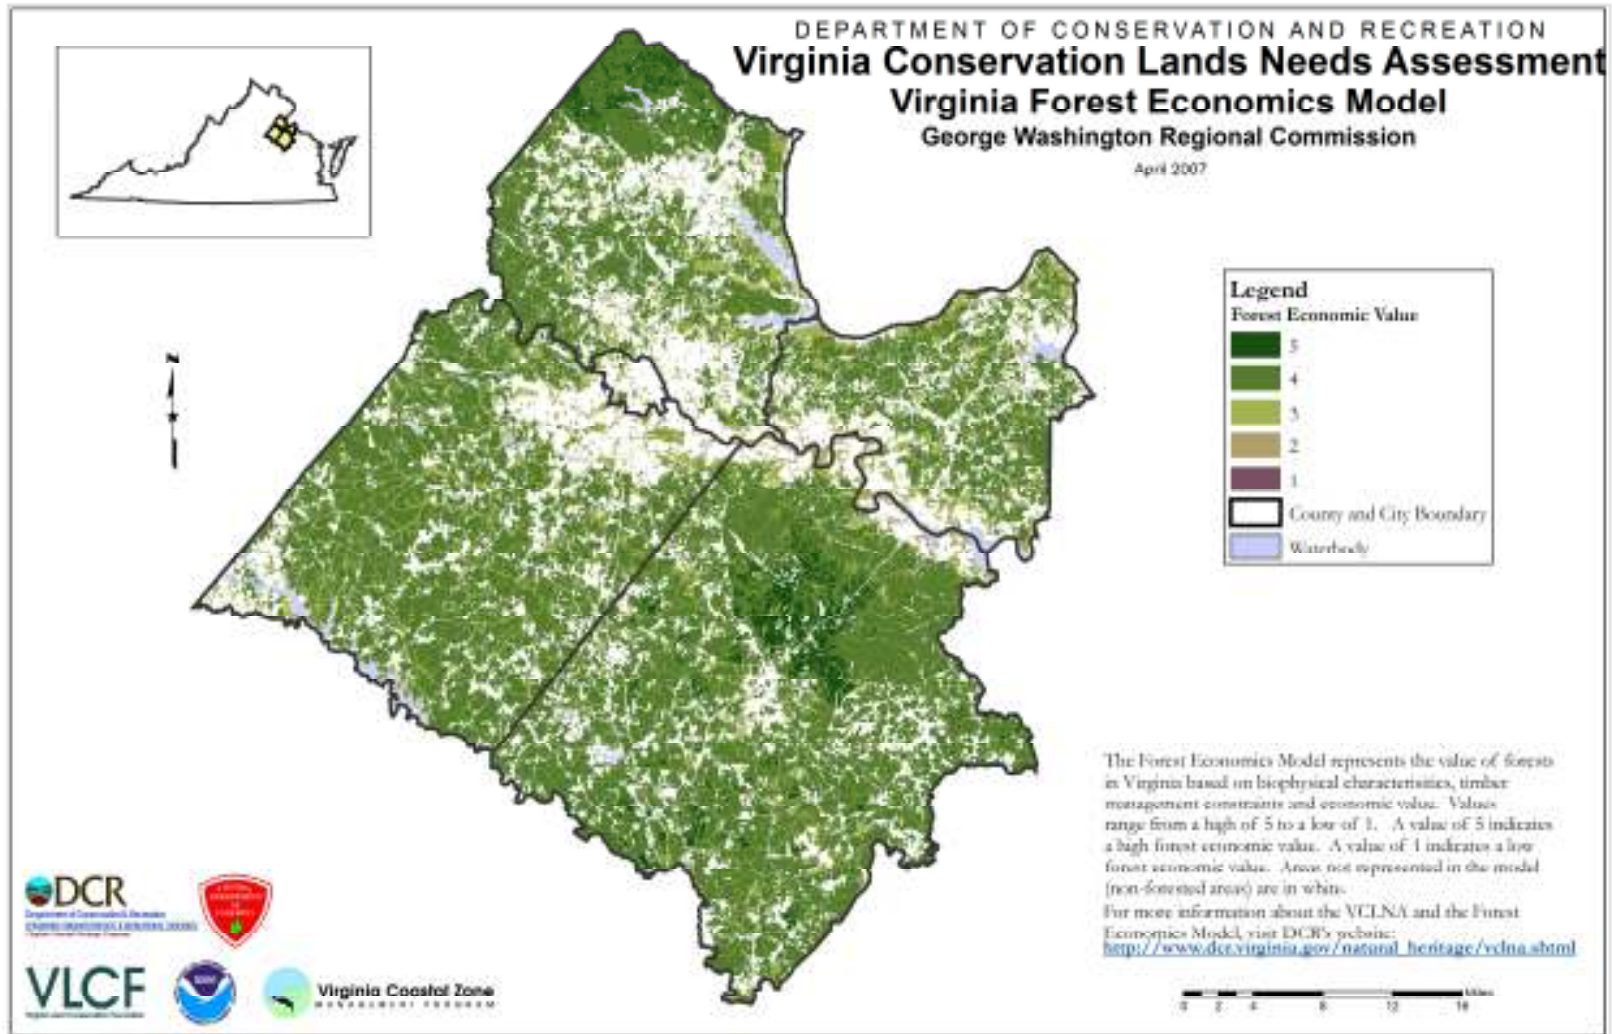 DEPARTMENT OF CONSERVATION AND RECREATION
Virginia Conservation Lands Needs Assessment
Virginia Forest Economics Model
George Washington Regional Commission
April 2007
N
Legend
Forest Economic Value
5
4
3
2
1
County and City Boundary
Waterbody
The Forest Economics Model represents the value of forests
in Virginia based on biophysical characteristics, timber
management constraints and economic value. Values
range from a high of 5 to a low of 1. A value of 5 indicates
a high forest economic value. A value of 1 indicates a low
forest economic value. Areas not represented in the model
(non-forested areas) are in white.
For more information about the VCLNA and the Forest
Economics Model, visit DCR's website:
http://www.dcr.virginia.gov/natural_heritage/vclna.shtml
DCR
Department of Conservation & Recreation
VLCF
Virginia Coastal Zone
MANAGEMENT PROGRAM
Miles
0 2 4 8 12 16